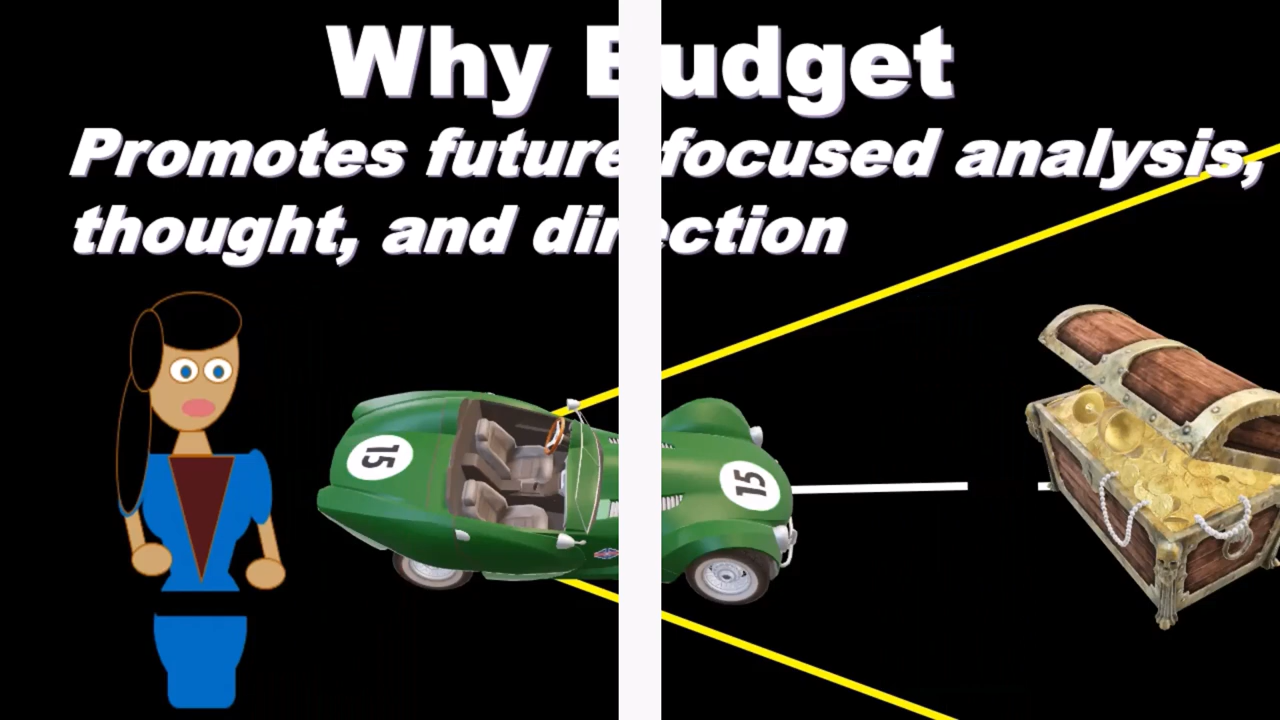 Why Budget
Promotes future focused analysis,
thought, and direction
15
15